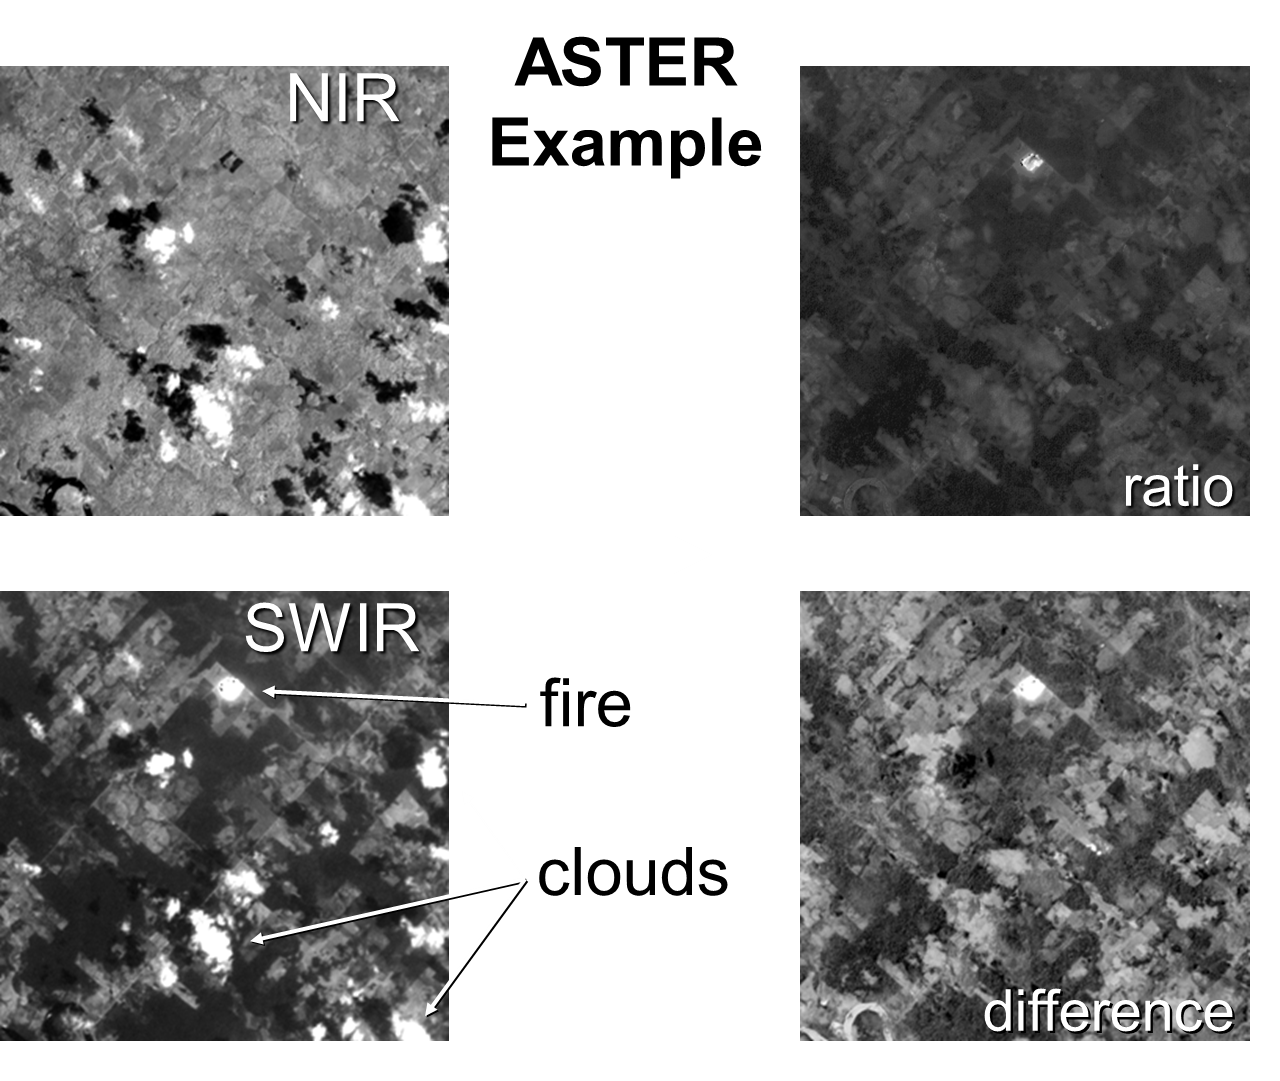 ASTER
Example
NIR
ratio
SWIR
fire
clouds
difference